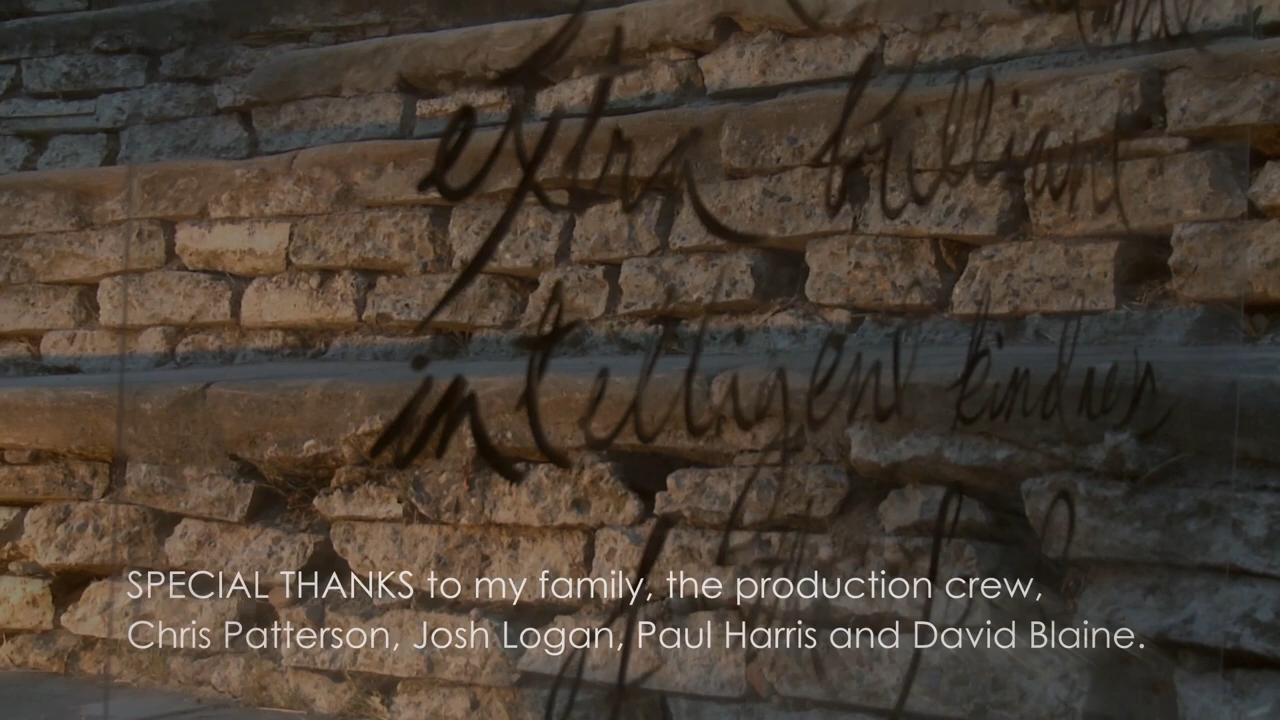 extra brilliant
intelligent kindness
SPECIAL THANKS to my family, the production crew,
Chris Patterson, Josh Logan, Paul Harris and David Blaine.